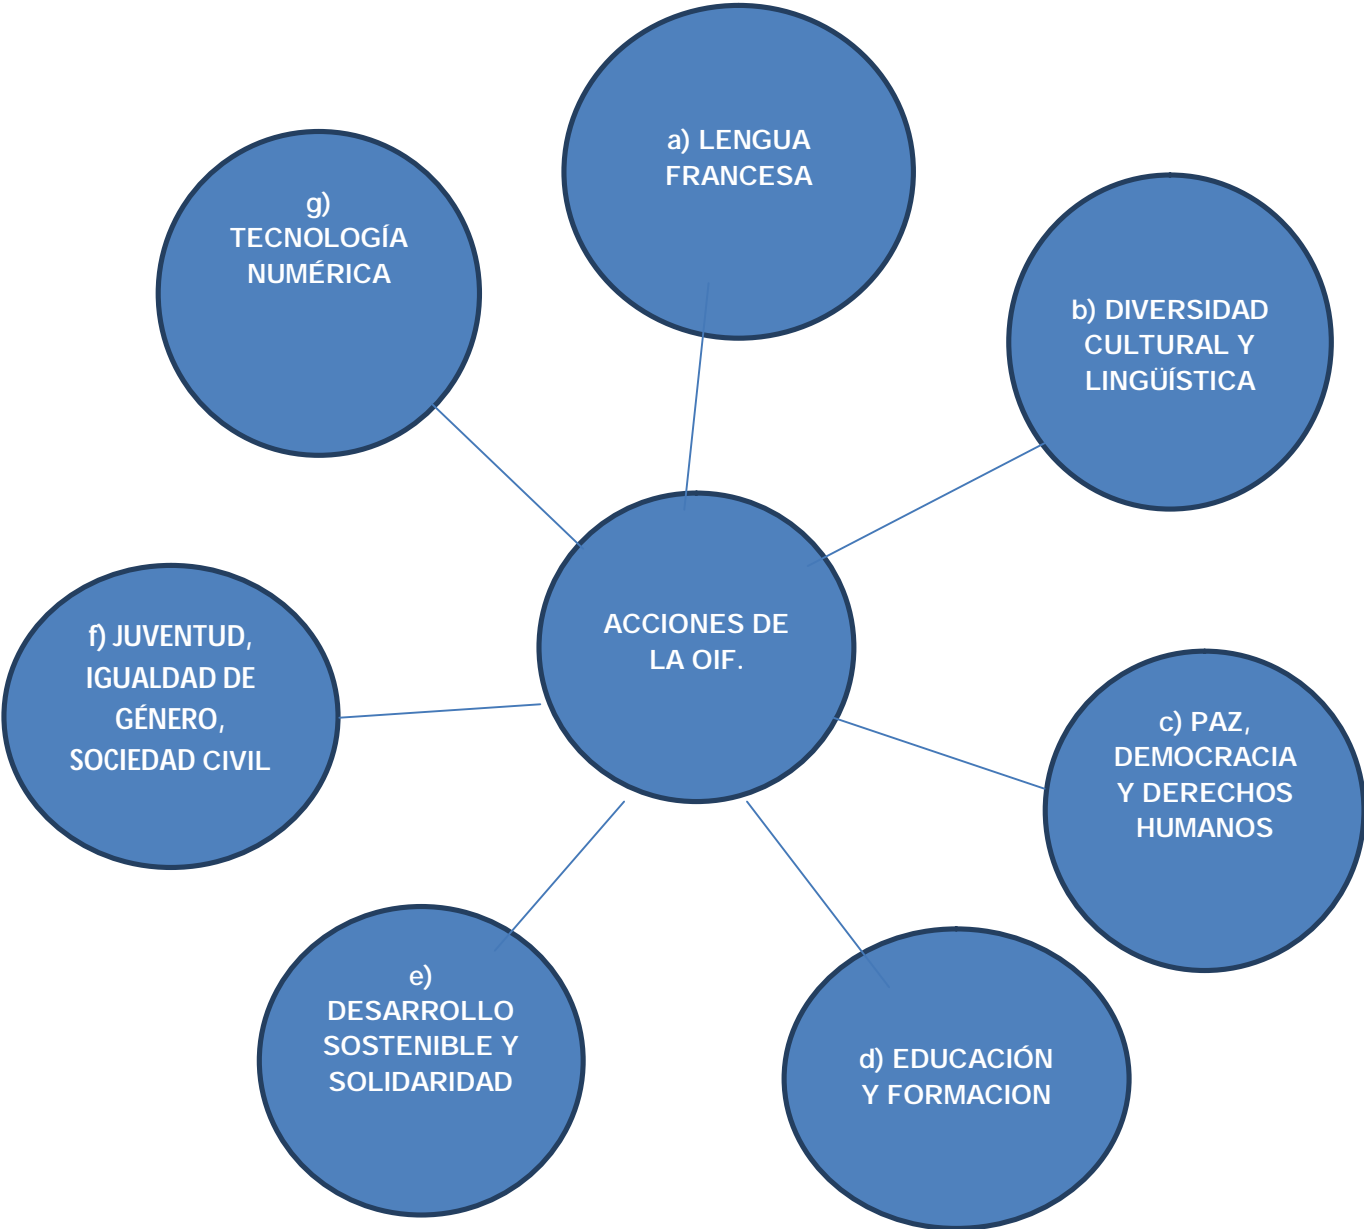 a) LENGUA
FRANCESA
b) DIVERSIDAD
CULTURAL Y
LINGÜÍSTICA
c) PAZ,
DEMOCRACIA
Y DERECHOS
HUMANOS
d) EDUCACIÓN
Y FORMACION
e)
DESARROLLO
SOSTENIBLE Y
SOLIDARIDAD
f) JUVENTUD,
IGUALDAD DE
GÉNERO,
SOCIEDAD CIVIL
g)
TECNOLOGÍA
NUMÉRICA
ACCIONES DE
LA OIF.